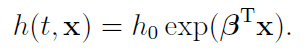 h(t, x) = h₀ exp(βᵀx).